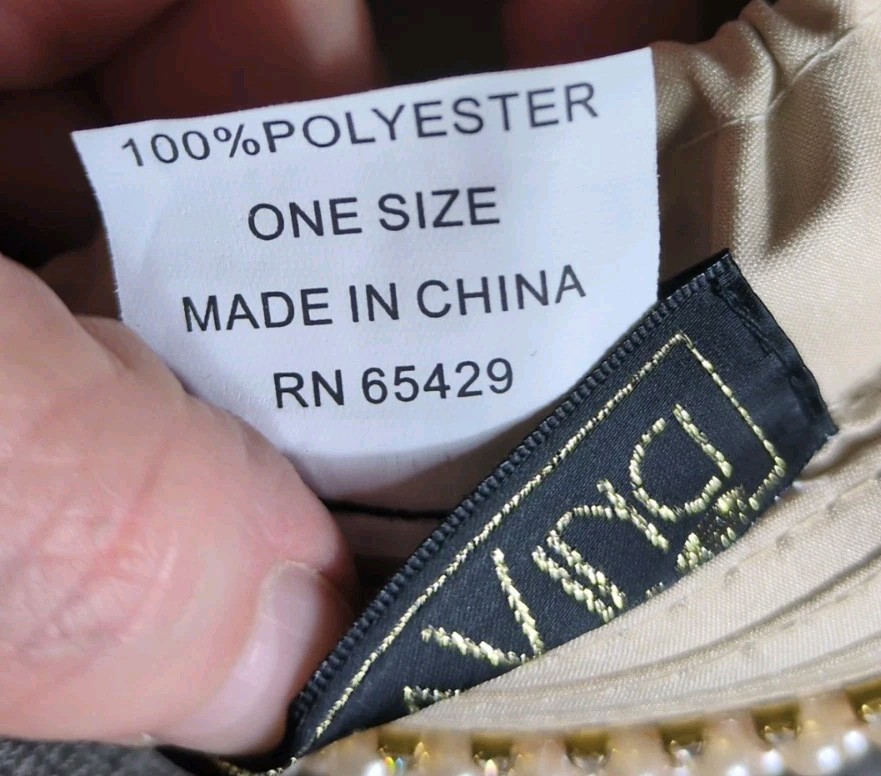 100%POLYESTER
ONE SIZE
MADE IN CHINA
RN 65429